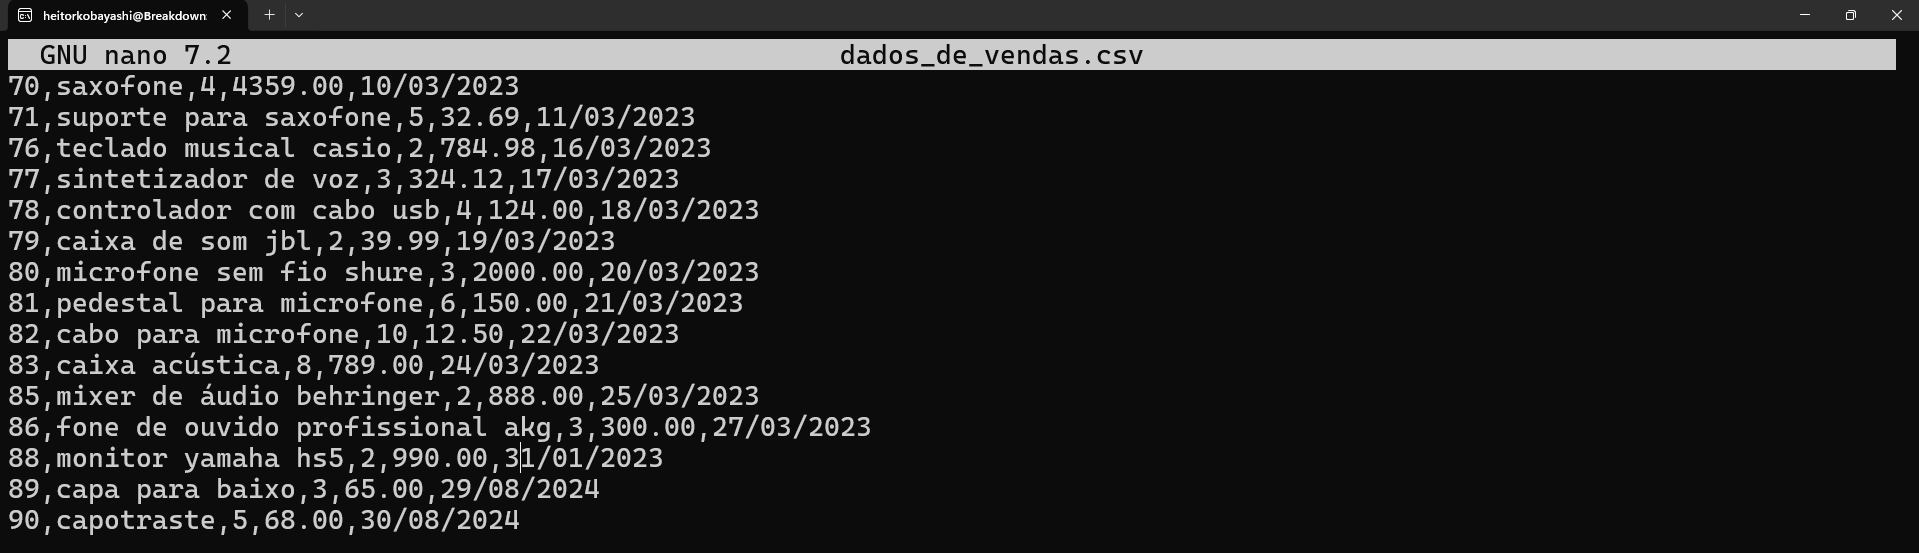 heitorkobayashi@Breakdown:
GNU nano 7.2 dados_de_vendas.csv
70,saxofone,4,4359.00,10/03/2023
71,suporte para saxofone,5,32.69,11/03/2023
76,teclado musical casio,2,784.98,16/03/2023
77,sintetizador de voz,3,324.12,17/03/2023
78,controlador com cabo usb,4,124.00,18/03/2023
79,caixa de som jbl,2,39.99,19/03/2023
80,microfone sem fio shure,3,2000.00,20/03/2023
81,pedestal para microfone,6,150.00,21/03/2023
82,cabo para microfone,10,12.50,22/03/2023
83,caixa acústica,8,789.00,24/03/2023
85,mixer de áudio behringer,2,888.00,25/03/2023
86,fone de ouvido profissional akg,3,300.00,27/03/2023
88,monitor yamaha hs5,2,990.00,31/01/2023
89,capa para baixo,3,65.00,29/08/2024
90,capotraste,5,68.00,30/08/2024